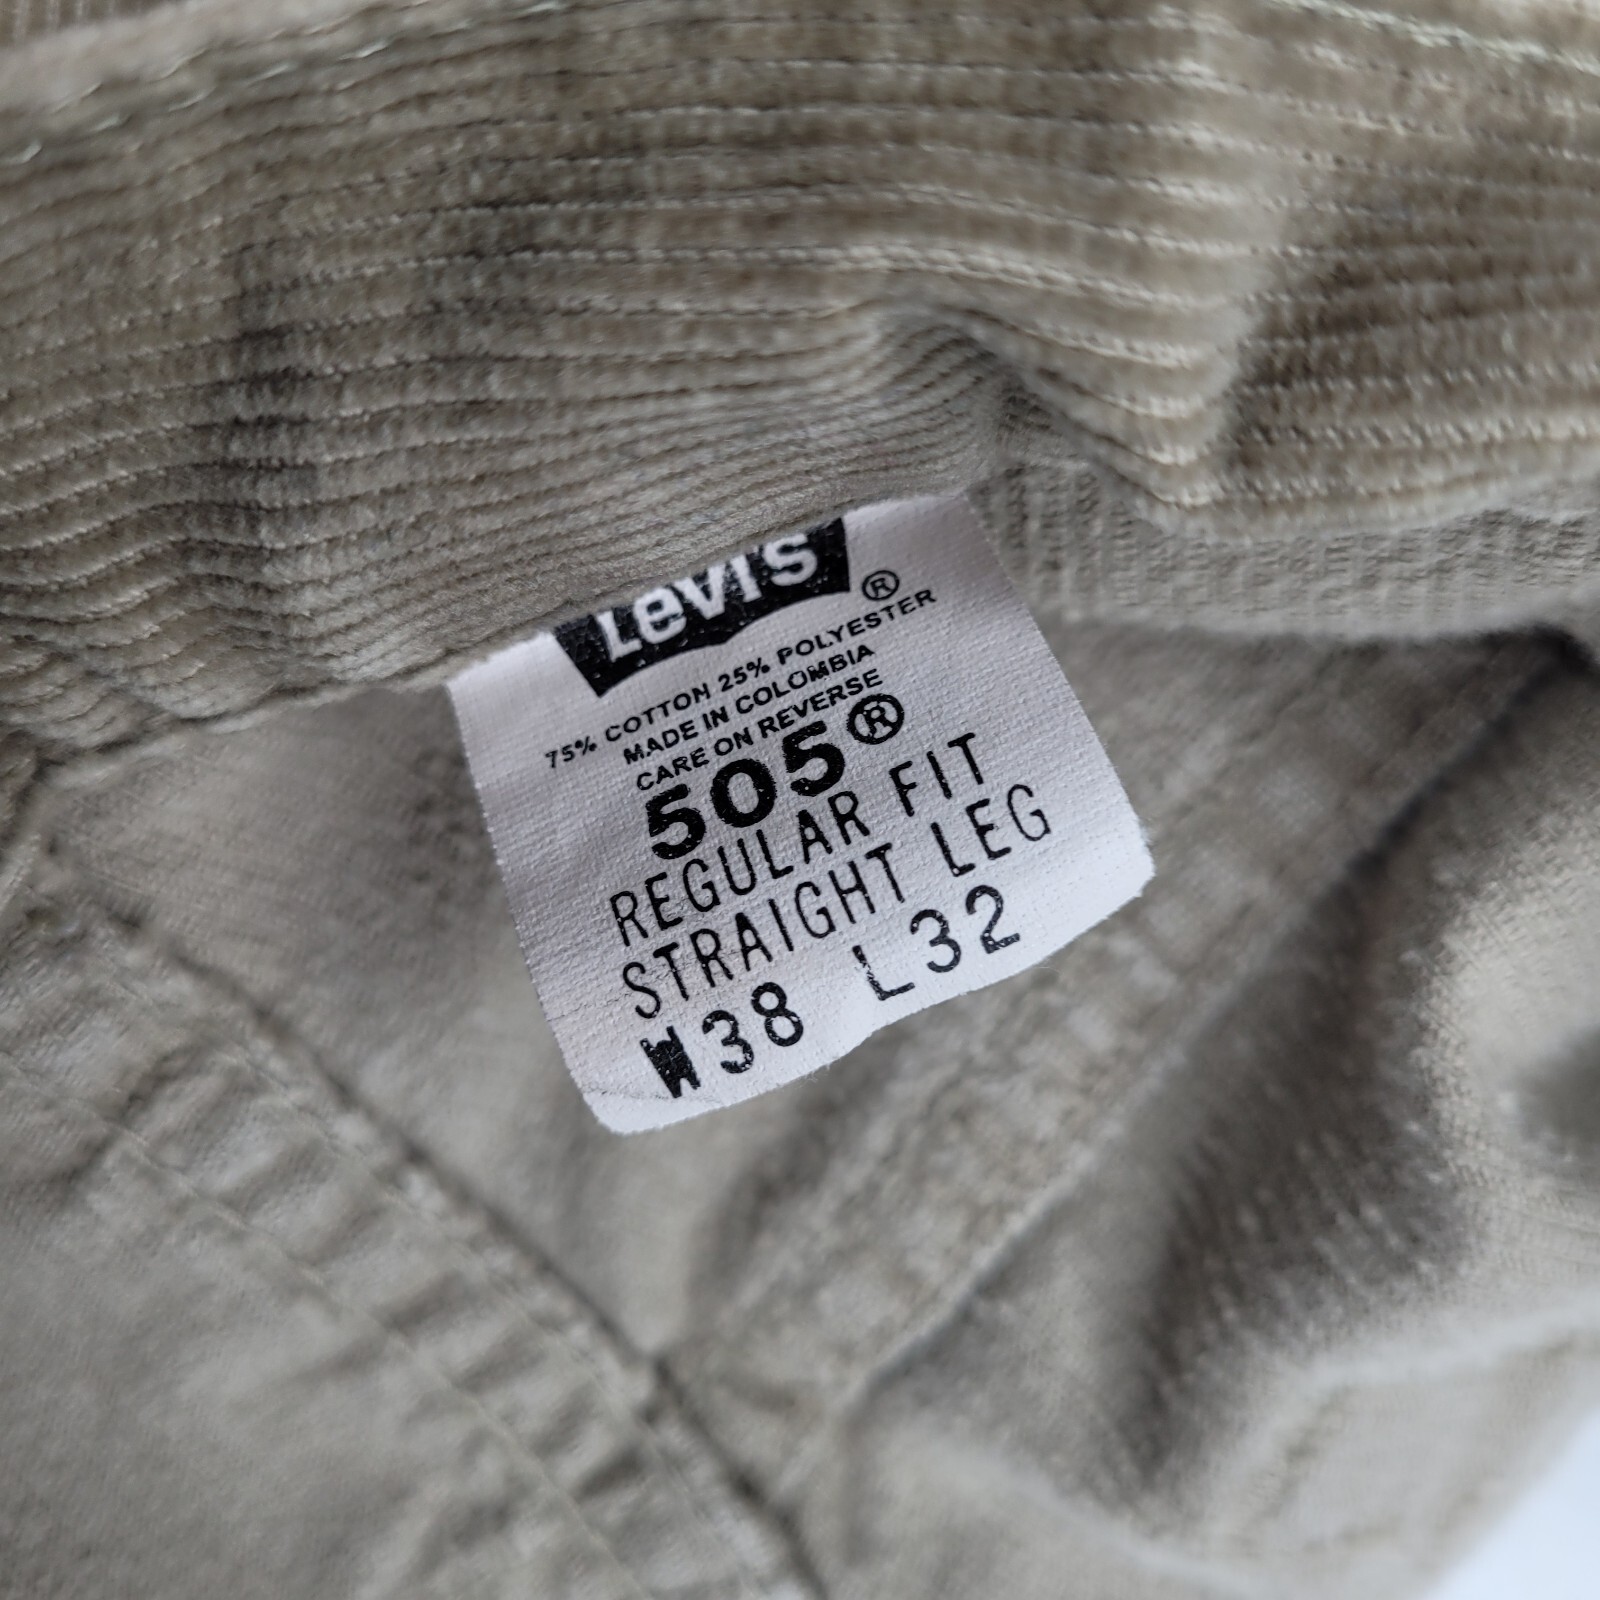 Levi's ®
75% COTTON 25% POLYESTER
MADE IN COLOMBIA
CARE ON REVERSE
505®
REGULAR FIT
STRAIGHT LEG
W38 L32